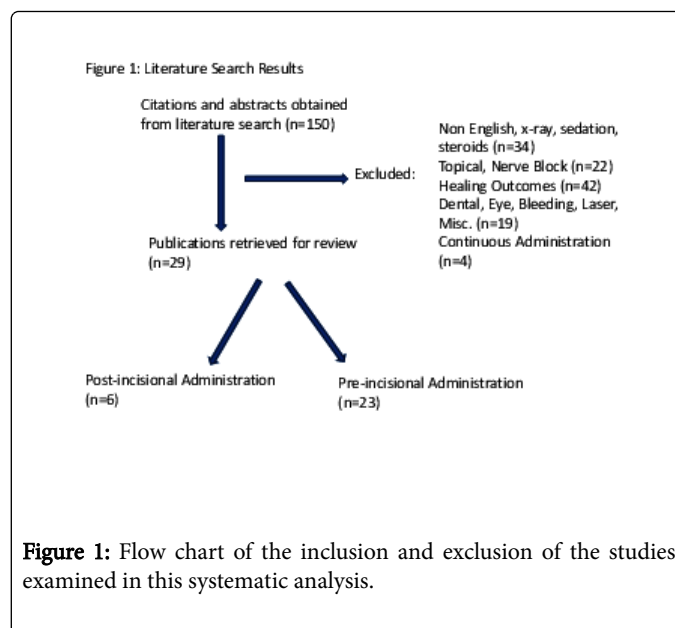 Figure 1: Literature Search Results
Citations and abstracts obtained
from literature search (n=150)
Non English, x-ray, sedation,
steroids (n=34)
Excluded:
Topical, Nerve Block (n=22)
Healing Outcomes (n=42)
Dental, Eye, Bleeding, Laser,
Misc. (n=19)
Continuous Administration
(n=4)
Publications retrieved for review
(n=29)
Post-incisional Administration
(n=6)
Pre-incisional Administration
(n=23)
Figure 1: Flow chart of the inclusion and exclusion of the studies
examined in this systematic analysis.